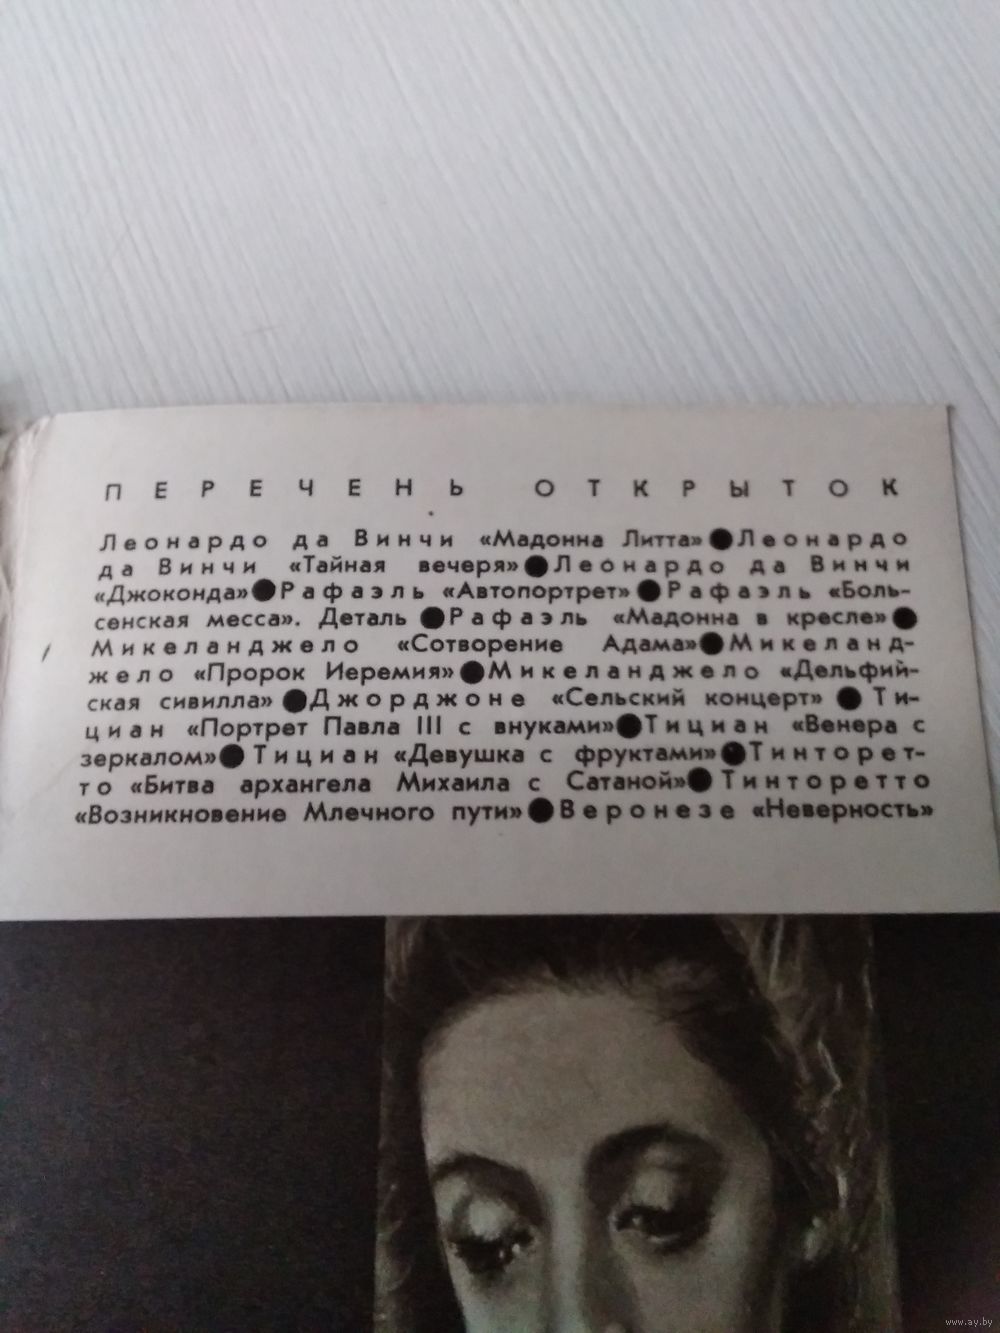 ПЕРЕЧЕНЬ ОТКРЫТОК
Леонардо да Винчи «Мадонна Литта» ● Леонардо
да Винчи «Тайная вечеря» ● Леонардо да Винчи
«Джоконда» ● Рафаэль «Автопортрет» ● Рафаэль «Боль-
сенская месса». Деталь ● Рафаэль «Мадонна в кресле» ●
Микеланджело «Сотворение Адама» ● Микеланд-
жело «Пророк Иеремия» ● Микеланджело «Дельфий-
ская сивилла» ● Джорджоне «Сельский концерт» ● Ти-
циан «Портрет Павла III с внуками» ● Тициан «Венера с
зеркалом» ● Тициан «Девушка с фруктами» ● Тинторет-
то «Битва архангела Михаила с Сатаной» ● Тинторетто
«Возникновение Млечного пути» ● Веронезе «Неверность»
www.ay.by